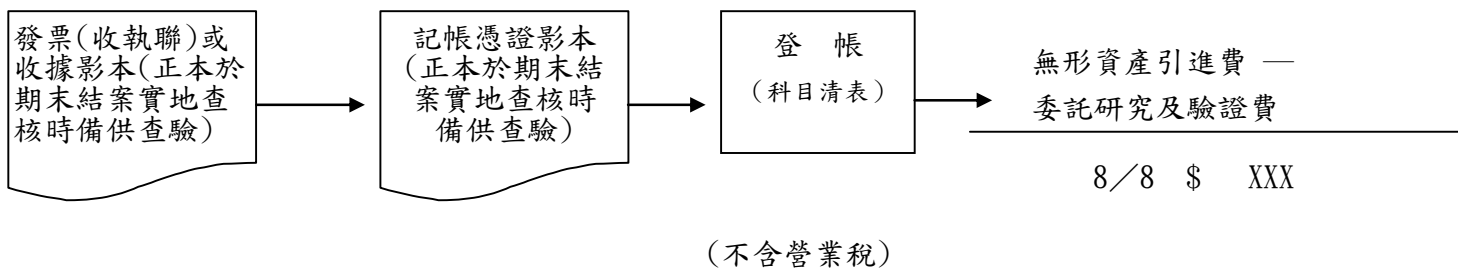 發票(收執聯)或
收據影本(正本於
期末結案實地查
核時備供查驗)
記帳憑證影本
(正本於期末結
案實地查核時
備供查驗)
登 帳
(科目清表)
無形資產引進費 —
委託研究及驗證費
8／8 $ XXX
(不含營業稅)